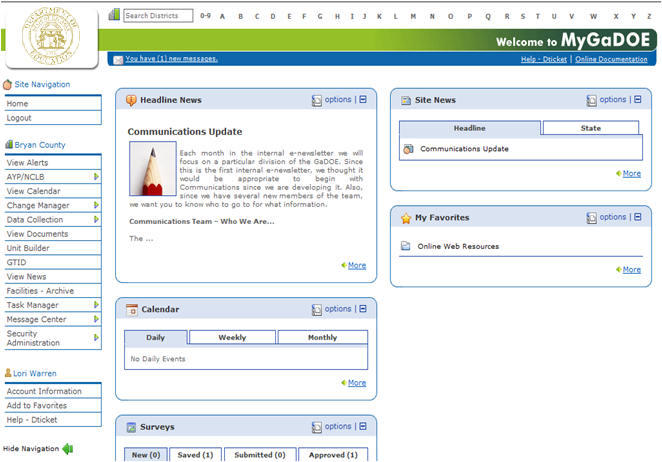 DEPARTMENT OF EDUCATION
Search Districts
0-9 A B C D E F G H I J K L M N O P Q R S T U V W X Y Z
Welcome to MyGaDOE
You have (1) new messages.
Help - Dticket | Online Documentation
Site Navigation
Home
Logout
Bryan County
View Alerts
AYP/NCLB
View Calendar
Change Manager
Data Collection
View Documents
Unit Builder
GTID
View News
Facilities - Archive
Task Manager
Message Center
Security
Administration
Lori Warren
Account Information
Add to Favorites
Help - Dticket
Hide Navigation
Headline News
options |
Communications Update
Each month in the internal e-newsletter we will
focus on a particular division of the GaDOE. Since
this is the first internal e-newsletter, we thought it
would be appropriate to begin with
Communications since we are developing it. Also,
since we have several new members of the team,
we want you to know who to go to for what information.
Communications Team – Who We Are...
The ...
More
Calendar
options |
Daily Weekly Monthly
No Daily Events
More
Surveys
options |
New (0) Saved (1) Submitted (0) Approved (1)
Site News
options |
Headline State
Communications Update
More
My Favorites
options |
Online Web Resources
More